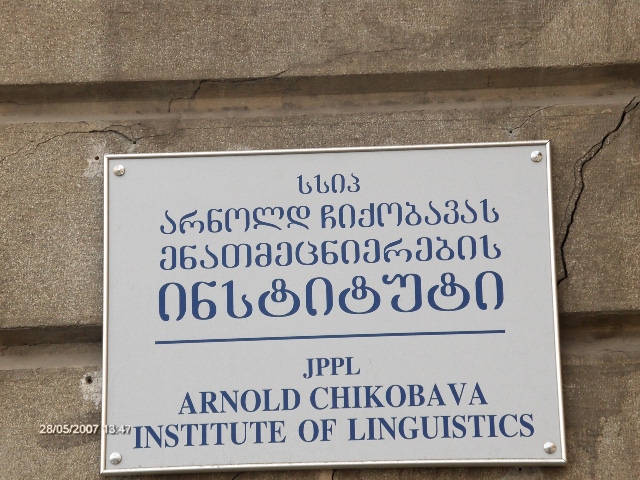 სსიპ
არნოლდ ჩიქობავას
ენათმეცნიერების
ინსტიტუტი
JPPL
ARNOLD CHIKOBAVA
INSTITUTE OF LINGUISTICS
28/05/2007 13:47